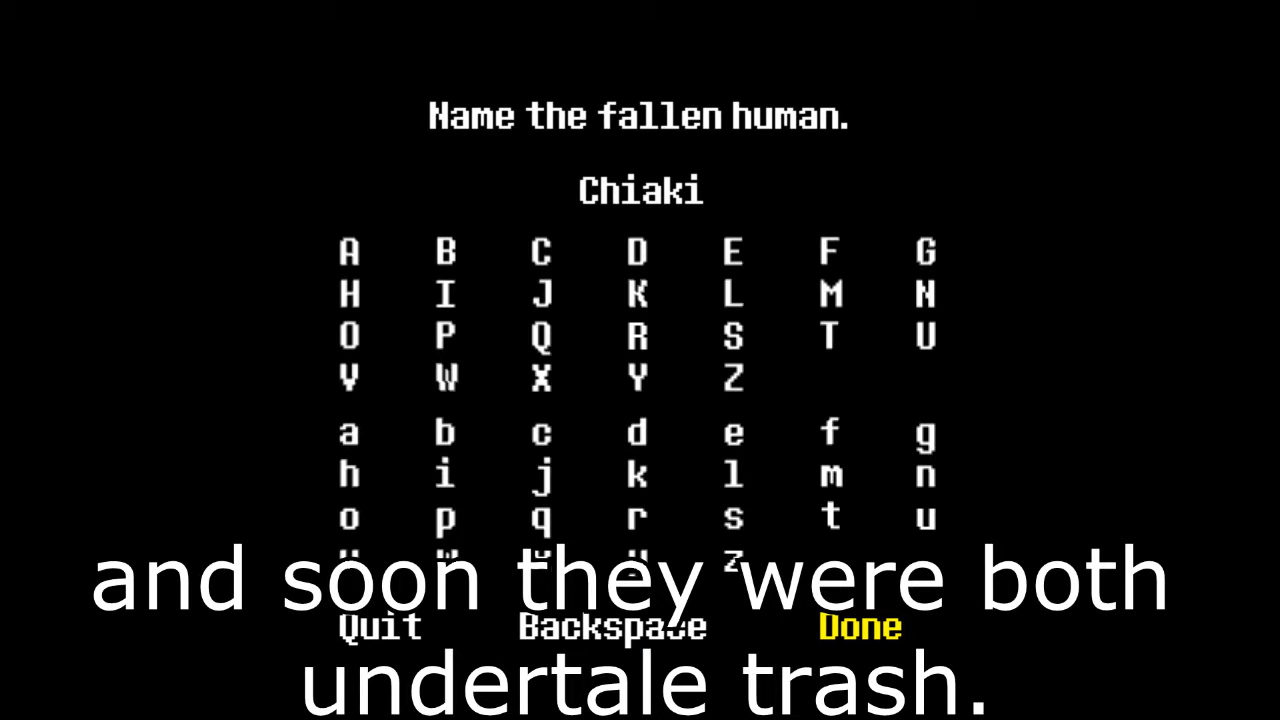 Name the fallen human.
Chiaki
A B C D E F G
H I J K L M N
O P Q R S T U
V W X Y Z
a b c d e f g
h i j k l m n
o p q r s t u
z
and soon they were both
Quit Backspace Done
undertale trash.